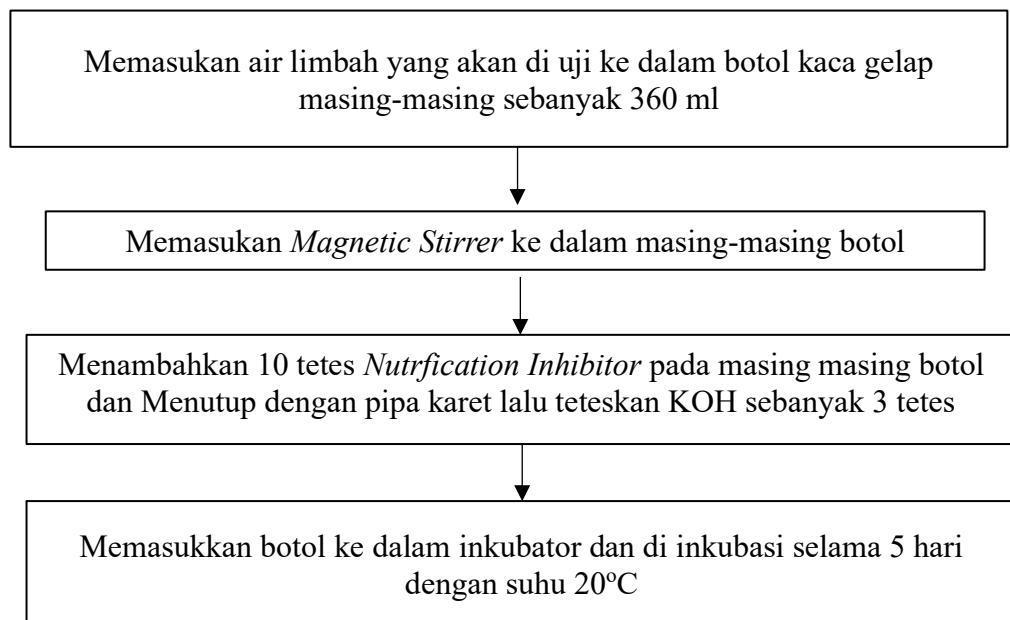 Memasukan air limbah yang akan di uji ke dalam botol kaca gelap
masing-masing sebanyak 360 ml
Memasukan Magnetic Stirrer ke dalam masing-masing botol
Menambahkan 10 tetes Nutrfication Inhibitor pada masing masing botol
dan Menutup dengan pipa karet lalu teteskan KOH sebanyak 3 tetes
Memasukkan botol ke dalam inkubator dan di inkubasi selama 5 hari
dengan suhu 20ºC